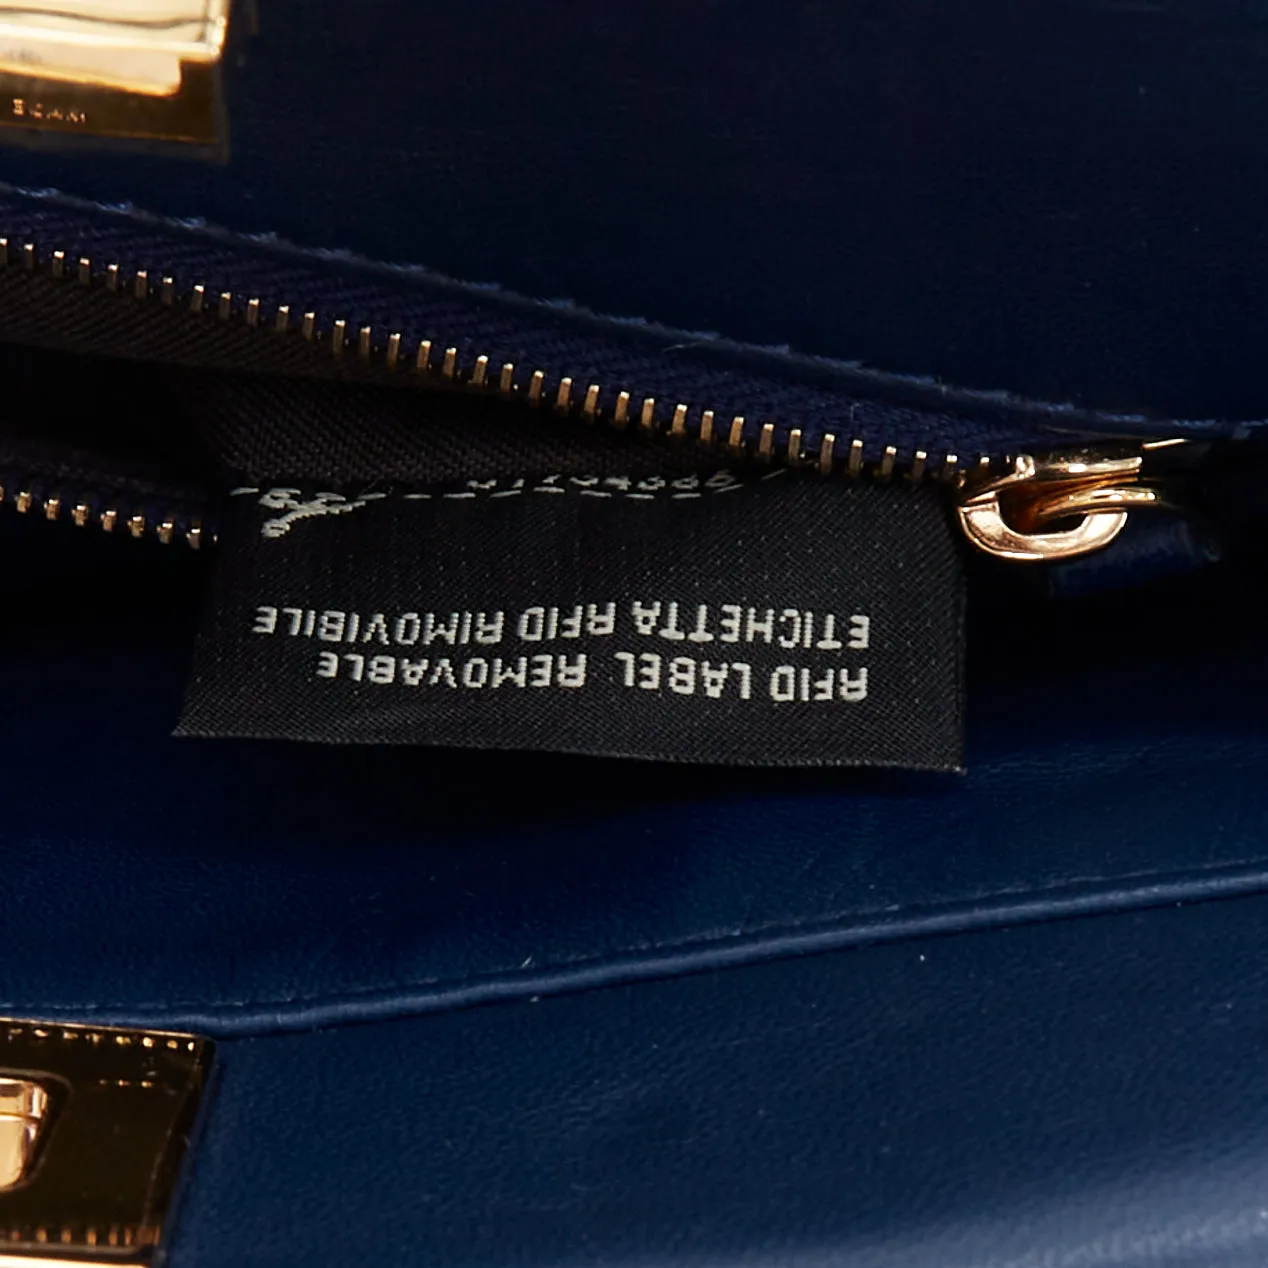 RFID LABEL REMOVABLE
ETICHETTA RFID RIMOVIBILE